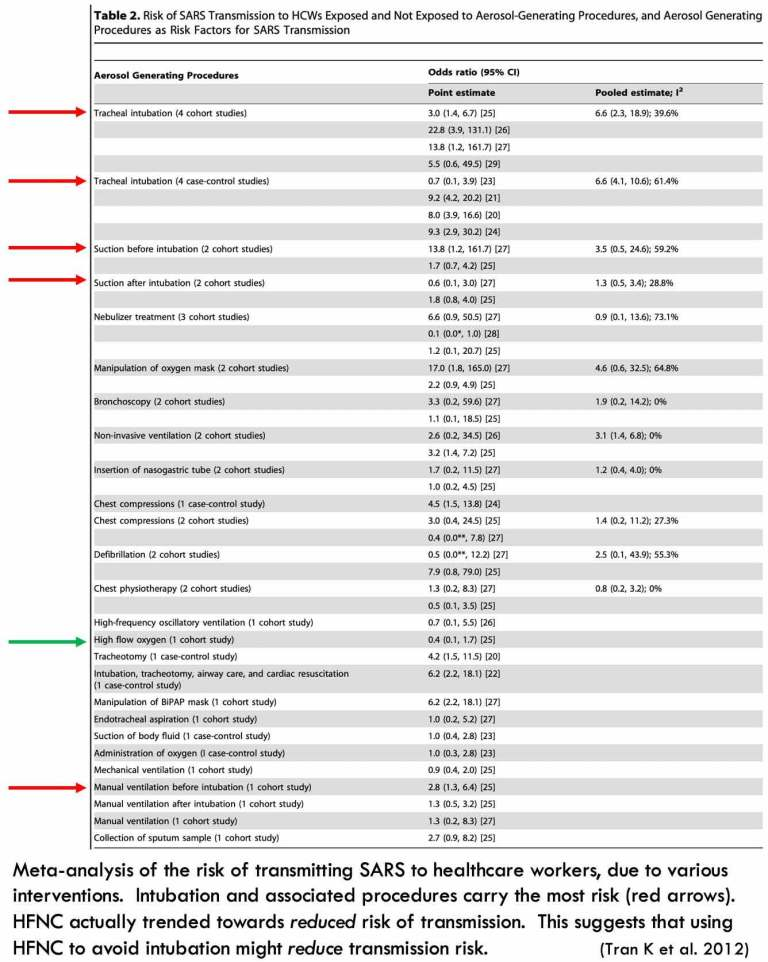 Table 2. Risk of SARS Transmission to HCWs Exposed and Not Exposed to Aerosol-Generating Procedures, and Aerosol Generating
Procedures as Risk Factors for SARS Transmission
Aerosol Generating Procedures Odds ratio (95% CI)
Point estimate Pooled estimate; I²
Tracheal intubation (4 cohort studies) 3.0 (1.4, 6.7) [25] 6.6 (2.3, 18.9); 39.6%
22.8 (3.9, 131.1) [26]
13.8 (1.2, 161.7) [27]
5.5 (0.6, 49.5) [29]
Tracheal intubation (4 case-control studies) 0.7 (0.1, 3.9) [23] 6.6 (4.1, 10.6); 61.4%
9.2 (4.2, 20.2) [21]
8.0 (3.9, 16.6) [20]
9.3 (2.9, 30.2) [24]
Suction before intubation (2 cohort studies) 13.8 (1.2, 161.7) [27] 3.5 (0.5, 24.6); 59.2%
1.7 (0.7, 4.2) [25]
Suction after intubation (2 cohort studies) 0.6 (0.1, 3.0) [27] 1.3 (0.5, 3.4); 28.8%
1.8 (0.8, 4.0) [25]
Nebulizer treatment (3 cohort studies) 6.6 (0.9, 50.5) [27] 0.9 (0.1, 13.6); 73.1%
0.1 (0.0*, 1.0) [28]
1.2 (0.1, 20.7) [25]
Manipulation of oxygen mask (2 cohort studies) 17.0 (1.8, 165.0) [27] 4.6 (0.6, 32.5); 64.8%
2.2 (0.9, 4.9) [25]
Bronchoscopy (2 cohort studies) 3.3 (0.2, 59.6) [27] 1.9 (0.2, 14.2); 0%
1.1 (0.1, 18.5) [25]
Non-invasive ventilation (2 cohort studies) 2.6 (0.2, 34.5) [26] 3.1 (1.4, 6.8); 0%
3.2 (1.4, 7.2) [25]
Insertion of nasogastric tube (2 cohort studies) 1.7 (0.2, 11.5) [27] 1.2 (0.4, 4.0); 0%
1.0 (0.2, 4.5) [25]
Chest compressions (1 case-control study) 4.5 (1.5, 13.8) [24]
Chest compressions (2 cohort studies) 3.0 (0.4, 24.5) [25] 1.4 (0.2, 11.2); 27.3%
0.4 (0.0**, 7.8) [27]
Defibrillation (2 cohort studies) 0.5 (0.0**, 12.2) [27] 2.5 (0.1, 43.9); 55.3%
7.9 (0.8, 79.0) [25]
Chest physiotherapy (2 cohort studies) 1.3 (0.2, 8.3) [27] 0.8 (0.2, 3.2); 0%
0.5 (0.1, 3.5) [25]
High-frequency oscillatory ventilation (1 cohort study) 0.7 (0.1, 5.5) [26]
High flow oxygen (1 cohort study) 0.4 (0.1, 1.7) [25]
Tracheotomy (1 case-control study) 4.2 (1.5, 11.5) [20]
Intubation, tracheotomy, airway care, and cardiac resuscitation 6.2 (2.2, 18.1) [22]
(1 case-control study)
Manipulation of BiPAP mask (1 cohort study) 6.2 (2.2, 18.1) [27]
Endotracheal aspiration (1 cohort study) 1.0 (0.2, 5.2) [27]
Suction of body fluid (1 case-control study) 1.0 (0.4, 2.8) [23]
Administration of oxygen (I case-control study) 1.0 (0.3, 2.8) [23]
Mechanical ventilation (1 cohort study) 0.9 (0.4, 2.0) [25]
Manual ventilation before intubation (1 cohort study) 2.8 (1.3, 6.4) [25]
Manual ventilation after intubation (1 cohort study) 1.3 (0.5, 3.2) [25]
Manual ventilation (1 cohort study) 1.3 (0.2, 8.3) [27]
Collection of sputum sample (1 cohort study) 2.7 (0.9, 8.2) [25]
Meta-analysis of the risk of transmitting SARS to healthcare workers, due to various
interventions. Intubation and associated procedures carry the most risk (red arrows).
HFNC actually trended towards reduced risk of transmission. This suggests that using
HFNC to avoid intubation might reduce transmission risk. (Tran K et al. 2012)